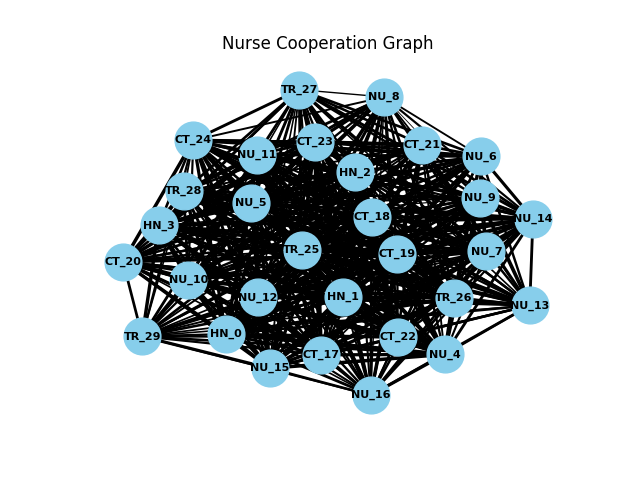 Nurse Cooperation Graph
TR_27
NU_8
CT_24
CT_23
CT_21
NU_11
NU_6
HN_2
TR_28
NU_9
NU_5
CT_18
NU_14
HN_3
TR_25
NU_7
CT_19
CT_20
NU_10
NU_12
HN_1
TR_26
NU_13
TR_29
HN_0
CT_22
CT_17
NU_4
NU_15
NU_16